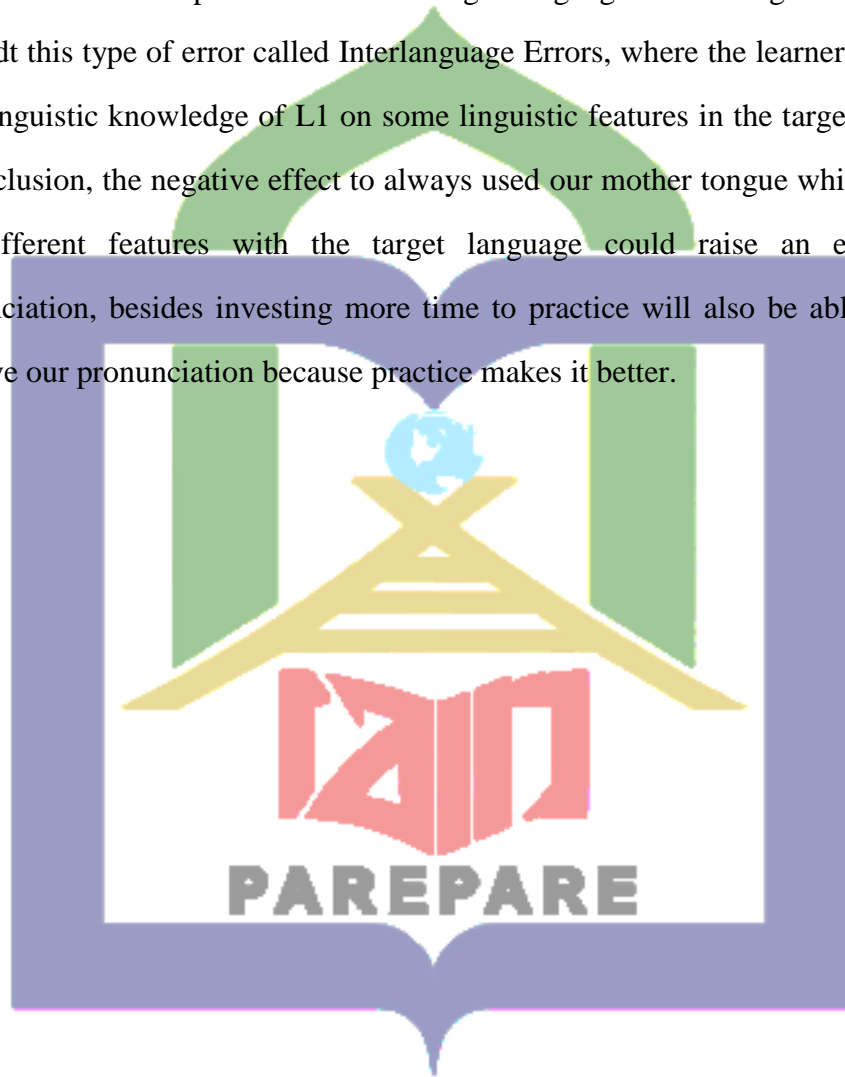 dt this type of error called Interlanguage Errors, where the learner
nguistic knowledge of L1 on some linguistic features in the targe
clusion, the negative effect to always used our mother tongue whi
fferent features with the target language could raise an e
ciation, besides investing more time to practice will also be abl
ve our pronunciation because practice makes it better.
iain
PAREPARE